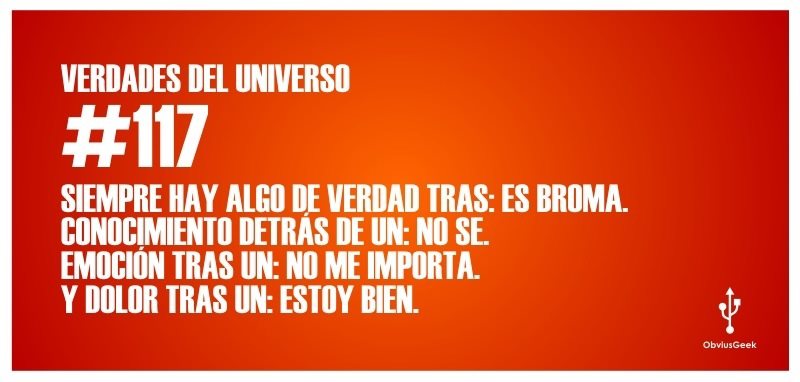 VERDADES DEL UNIVERSO
#117
SIEMPRE HAY ALGO DE VERDAD TRAS: ES BROMA.
CONOCIMIENTO DETRÁS DE UN: NO SE.
EMOCIÓN TRAS UN: NO ME IMPORTA.
Y DOLOR TRAS UN: ESTOY BIEN.
ObviusGeek